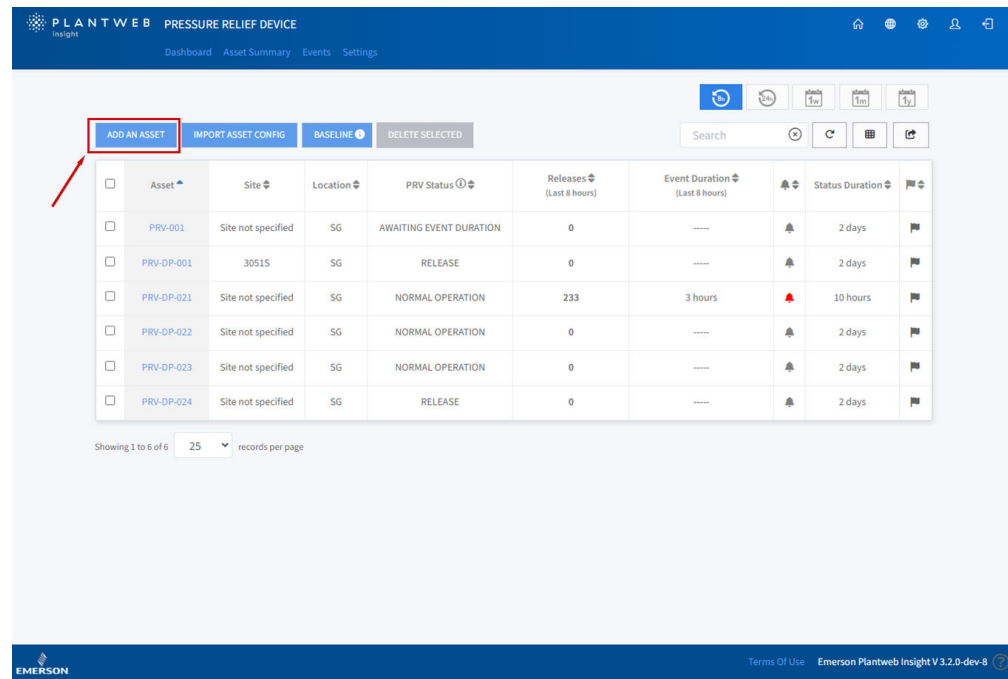 PLANTWEB PRESSURE RELIEF DEVICE
insight
Dashboard Asset Summary Events Settings
8h 24h 1w 1m 1y
ADD AN ASSET IMPORT ASSET CONFIG BASELINE DELETE SELECTED Search
Asset Site Location PRV Status Releases (Last 8 hours) Event Duration (Last 8 hours) Status Duration
PRV-001 Site not specified SG AWAITING EVENT DURATION 0 ----- 2 days
PRV-DP-001 3051S SG RELEASE 0 ----- 2 days
PRV-DP-021 Site not specified SG NORMAL OPERATION 233 3 hours 10 hours
PRV-DP-022 Site not specified SG NORMAL OPERATION 0 ----- 2 days
PRV-DP-023 Site not specified SG NORMAL OPERATION 0 ----- 2 days
PRV-DP-024 Site not specified SG RELEASE 0 ----- 2 days
Showing 1 to 6 of 6 25 records per page
EMERSON Terms Of Use Emerson Plantweb Insight V 3.2.0-dev-8 ?